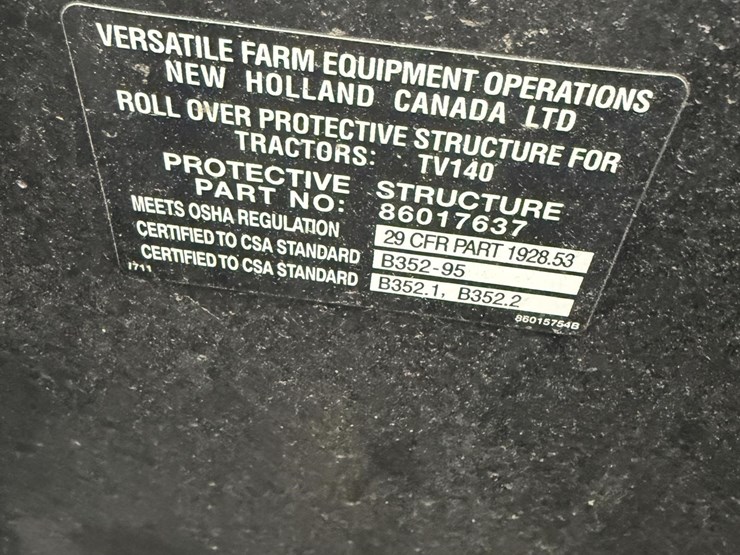 VERSATILE FARM EQUIPMENT OPERATIONS
NEW HOLLAND CANADA LTD
ROLL OVER PROTECTIVE STRUCTURE FOR
TRACTORS: TV140
PROTECTIVE STRUCTURE
PART NO: 86017637
MEETS OSHA REGULATION 29 CFR PART 1928.53
CERTIFIED TO CSA STANDARD B352-95
CERTIFIED TO CSA STANDARD B352.1, B352.2
1711 86015754B